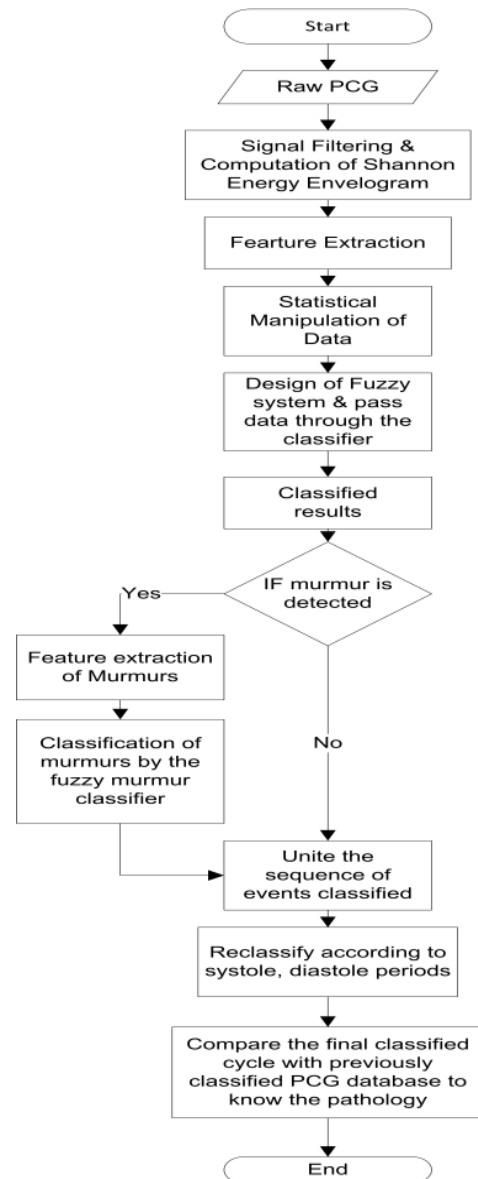 Start
Raw PCG
Signal Filtering &
Computation of Shannon
Energy Envelogram
Fearture Extraction
Statistical
Manipulation of
Data
Design of Fuzzy
system & pass
data through the
classifier
Classified
results
IF murmur is
detected
Yes
Feature extraction
of Murmurs
Classification of
murmurs by the
fuzzy murmur
classifier
No
Unite the
sequence of
events classified
Reclassify according to
systole, diastole periods
Compare the final classified
cycle with previously
classified PCG database to
know the pathology
End